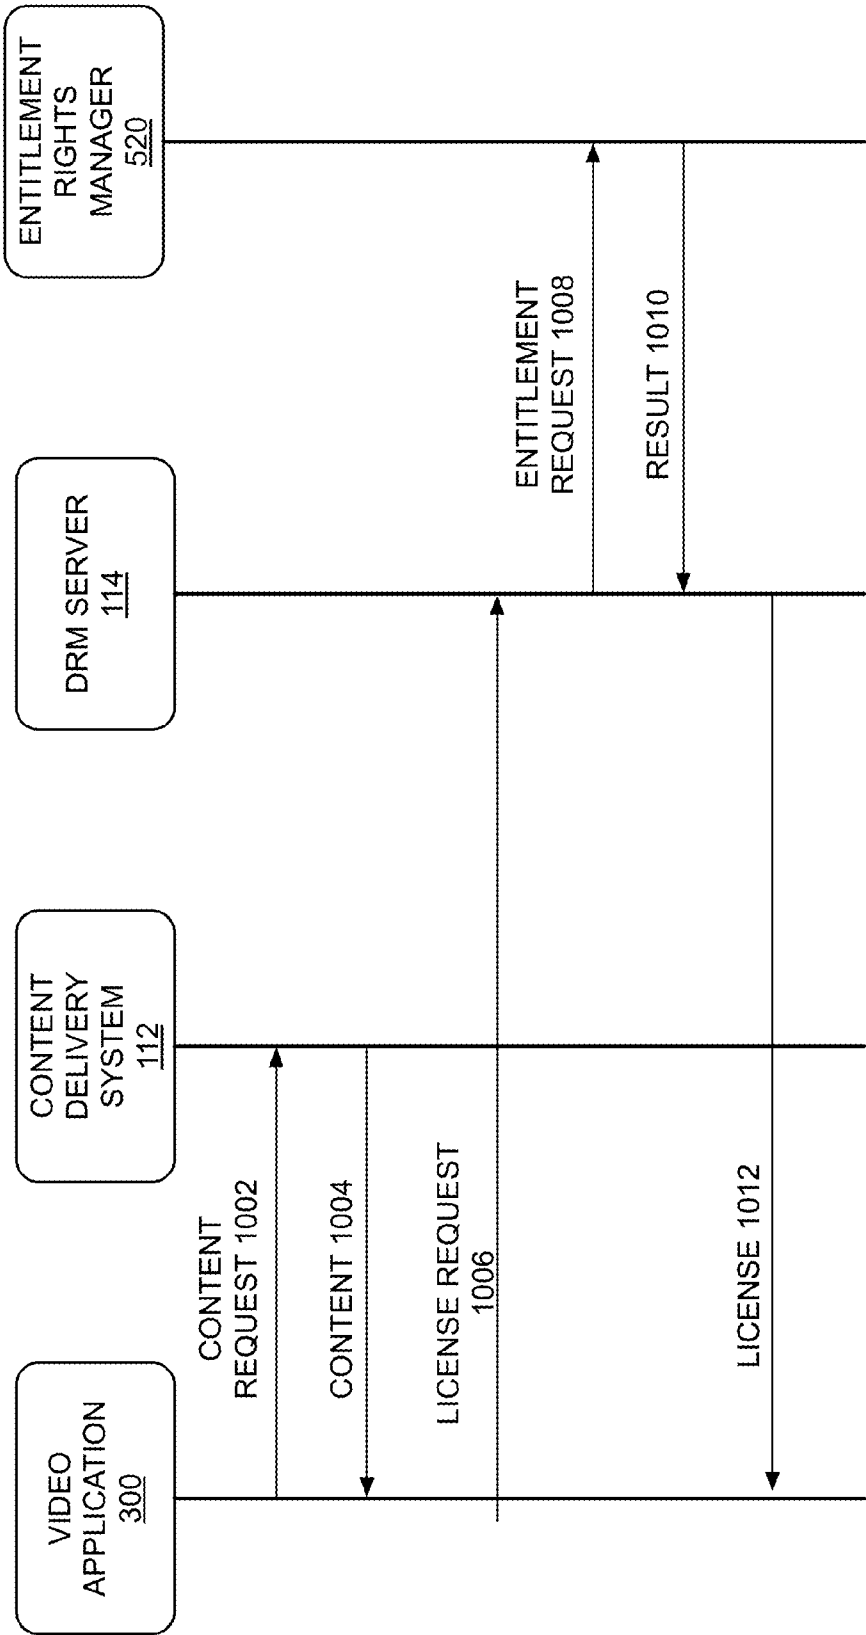 VIDEO
APPLICATION
300
CONTENT
DELIVERY
SYSTEM
112
DRM SERVER
114
ENTITLEMENT
RIGHTS
MANAGER
520
CONTENT
REQUEST 1002
CONTENT 1004
LICENSE REQUEST
1006
ENTITLEMENT
REQUEST 1008
RESULT 1010
LICENSE 1012